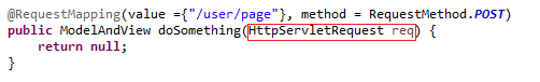 @RequestMapping(value ={"/user/page"}, method = RequestMethod.POST)
public ModelAndView doSomething(HttpServletRequest req) {
    return null;
}